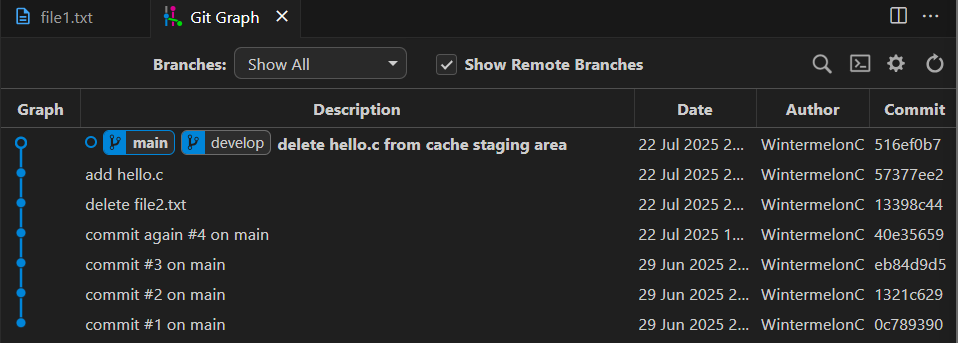 file1.txt Git Graph
Branches: Show All Show Remote Branches
Graph Description Date Author Commit
main develop delete hello.c from cache staging area 22 Jul 2025 2... WintermelonC 516ef0b7
add hello.c 22 Jul 2025 2... WintermelonC 57377ee2
delete file2.txt 22 Jul 2025 2... WintermelonC 13398c44
commit again #4 on main 22 Jul 2025 1... WintermelonC 40e35659
commit #3 on main 29 Jun 2025 2... WintermelonC eb84d9d5
commit #2 on main 29 Jun 2025 2... WintermelonC 1321c629
commit #1 on main 29 Jun 2025 2... WintermelonC 0c789390